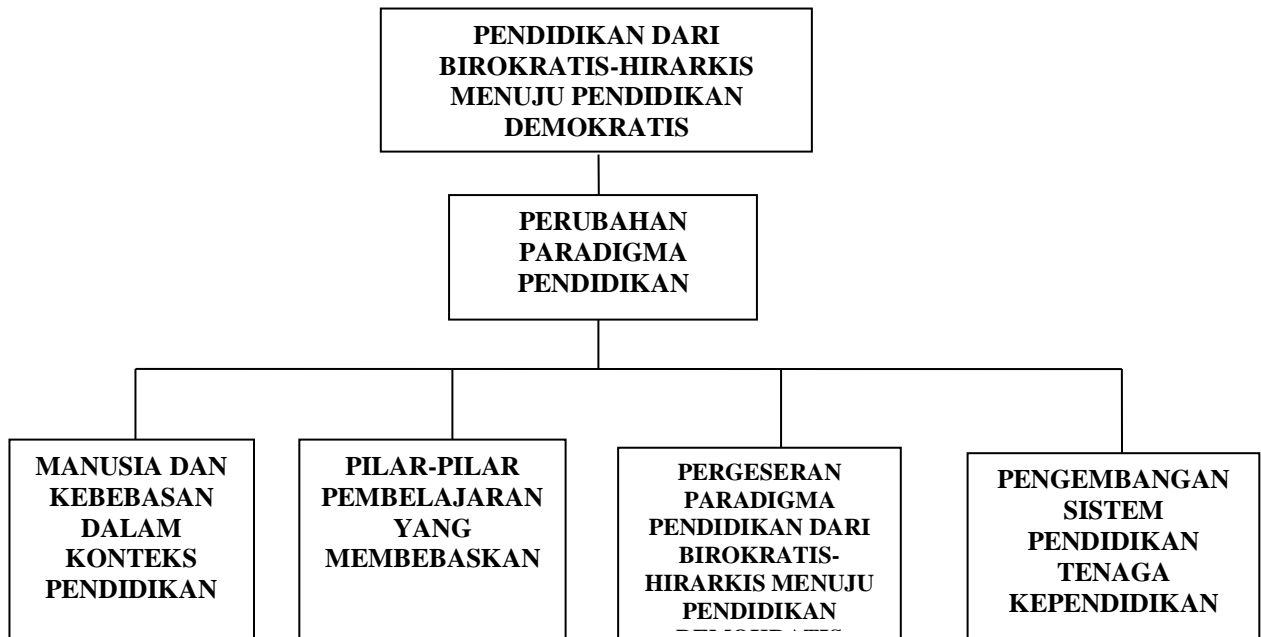 PENDIDIKAN DARI
BIROKRATIS-HIRARKIS
MENUJU PENDIDIKAN
DEMOKRATIS
PERUBAHAN
PARADIGMA
PENDIDIKAN
MANUSIA DAN
KEBEBASAN
DALAM
KONTEKS
PENDIDIKAN
PILAR-PILAR
PEMBELAJARAN
YANG
MEMBEBASKAN
PERGESERAN
PARADIGMA
PENDIDIKAN DARI
BIROKRATIS-
HIRARKIS MENUJU
PENDIDIKAN
PENGEMBANGAN
SISTEM
PENDIDIKAN
TENAGA
KEPENDIDIKAN